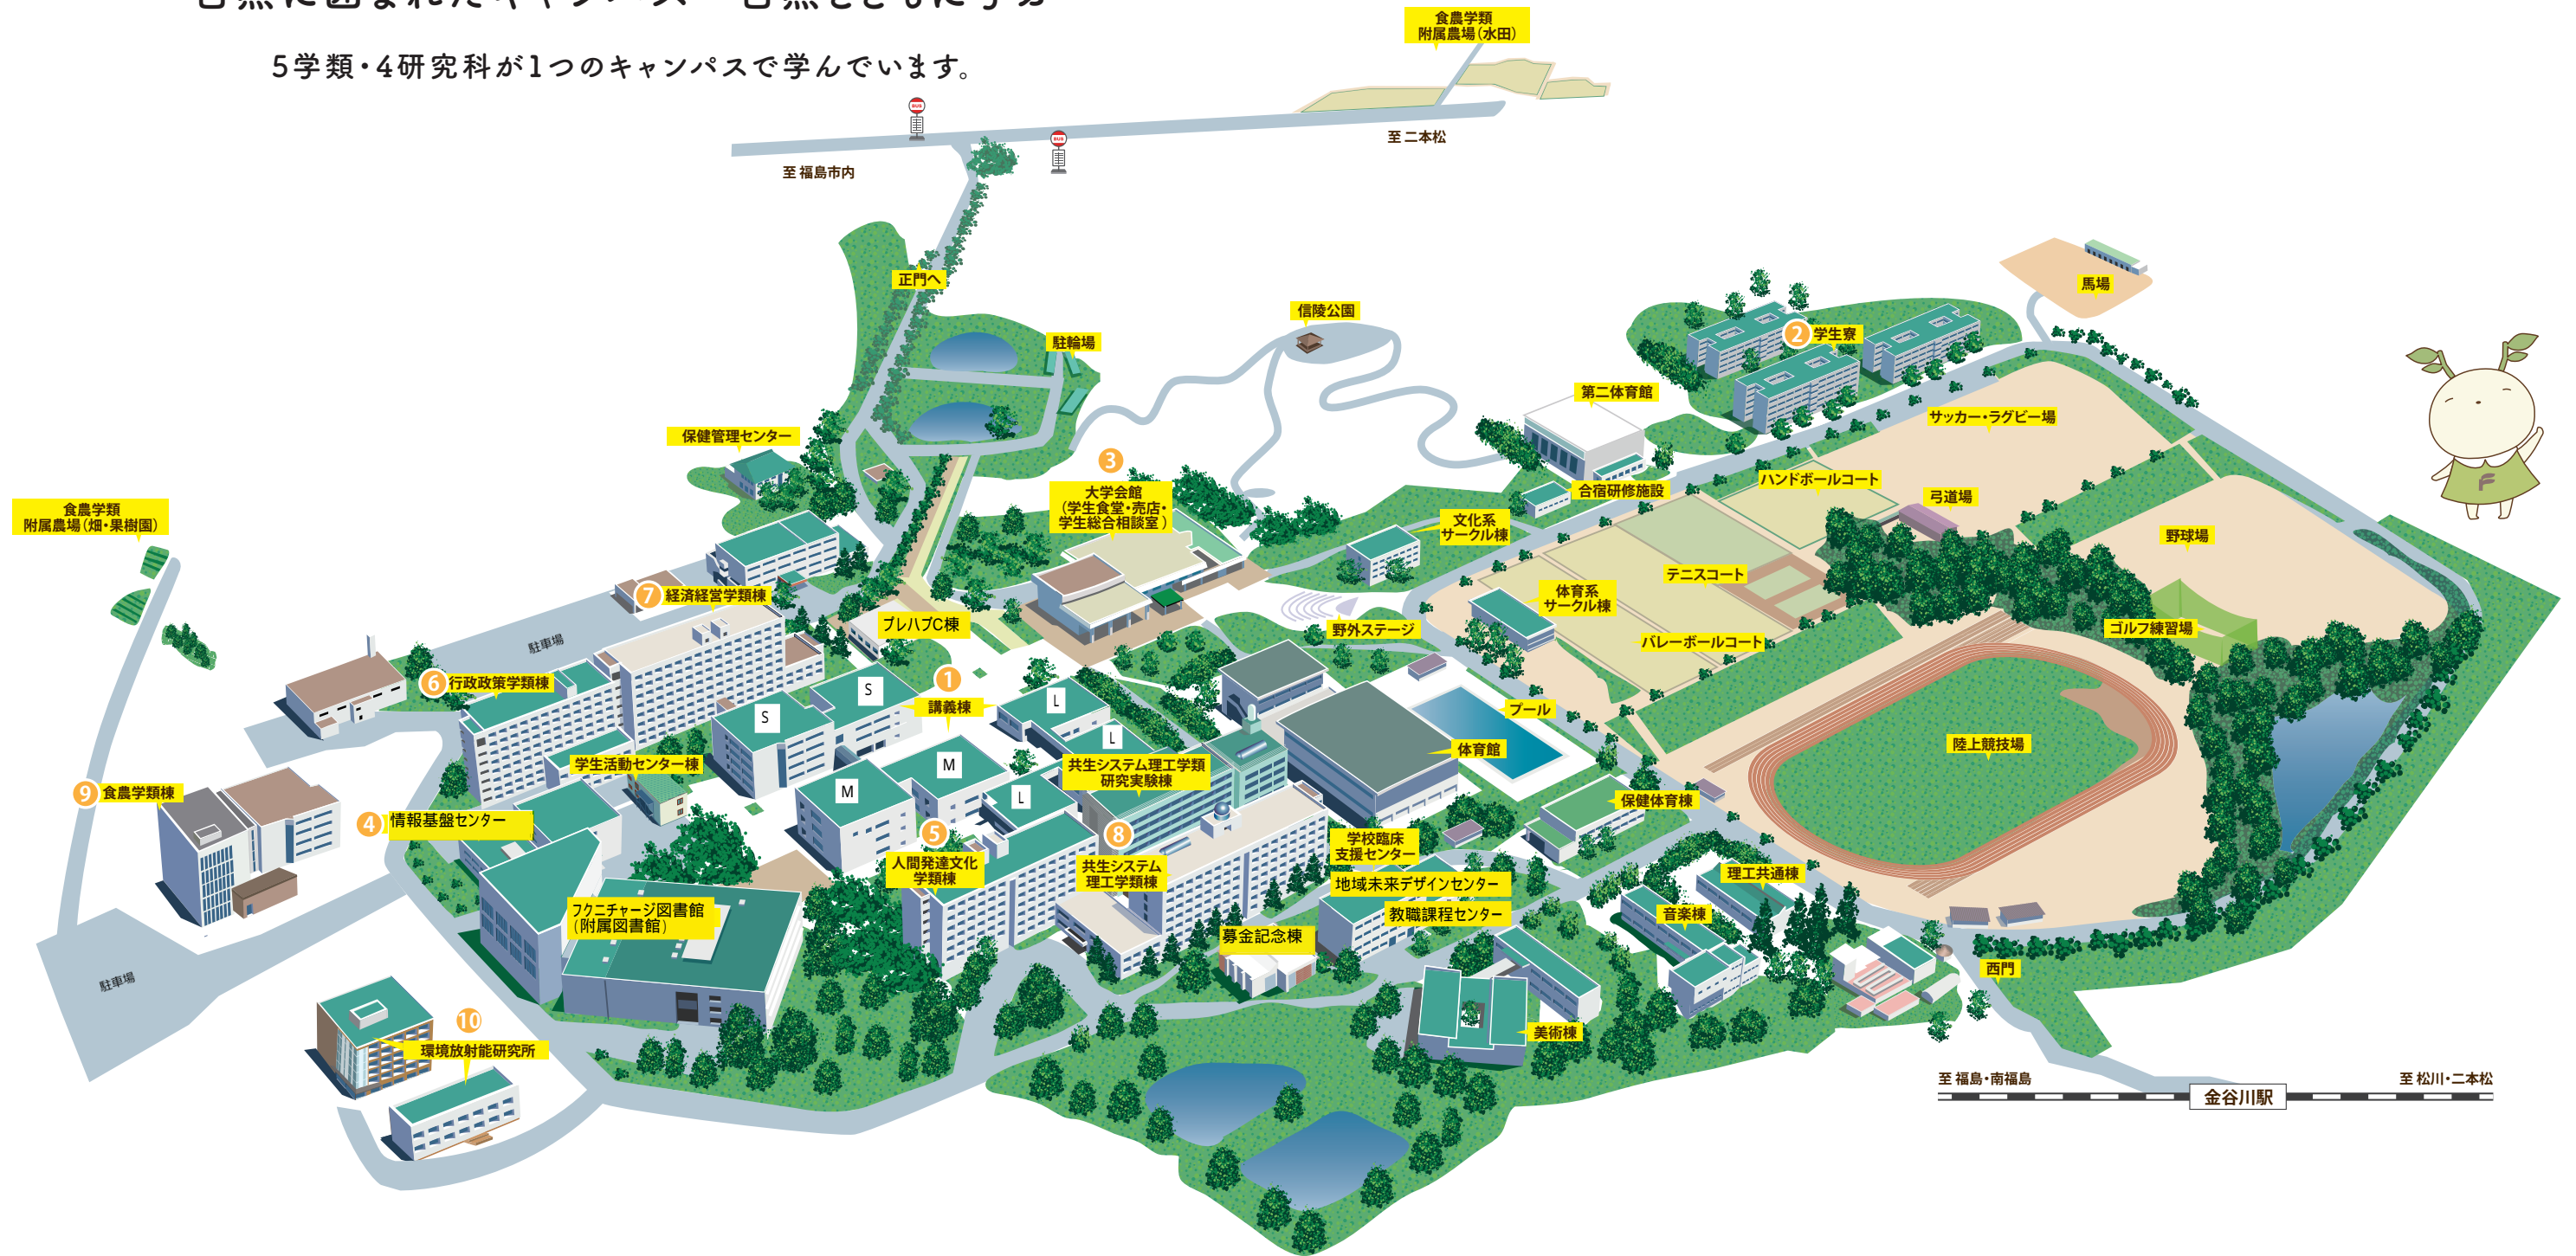 5学類・4研究科が1つのキャンパスで学んでいます。
食農学類
附属農場(水田)
BUS
BUS
至 二本松
至 福島市内
正門へ
馬場
信陵公園
駐輪場
2 学生寮
第二体育館
サッカー・ラグビー場
保健管理センター
3
大学会館
(学生食堂・売店・
学生総合相談室)
ハンドボールコート
合宿研修施設
弓道場
食農学類
附属農場(畑・果樹園)
文化系
サークル棟
野球場
テニスコート
7 経済経営学類棟
体育系
サークル棟
プレハブC棟
野外ステージ
ゴルフ練習場
駐車場
バレーボールコート
6 行政政策学類棟
1
講義棟
S
S
L
L
M
M
L
プール
体育館
陸上競技場
学生活動センター棟
共生システム理工学類
研究実験棟
9 食農学類棟
保健体育棟
4 情報基盤センター
5
人間発達文化
学類棟
8
共生システム
理工学類棟
学校臨床
支援センター
地域未来デザインセンター
教職課程センター
理工共通棟
音楽棟
フクニチャージ図書館
(附属図書館)
募金記念棟
西門
駐車場
10
環境放射能研究所
美術棟
至 福島・南福島
至 松川・二本松
金谷川駅
F